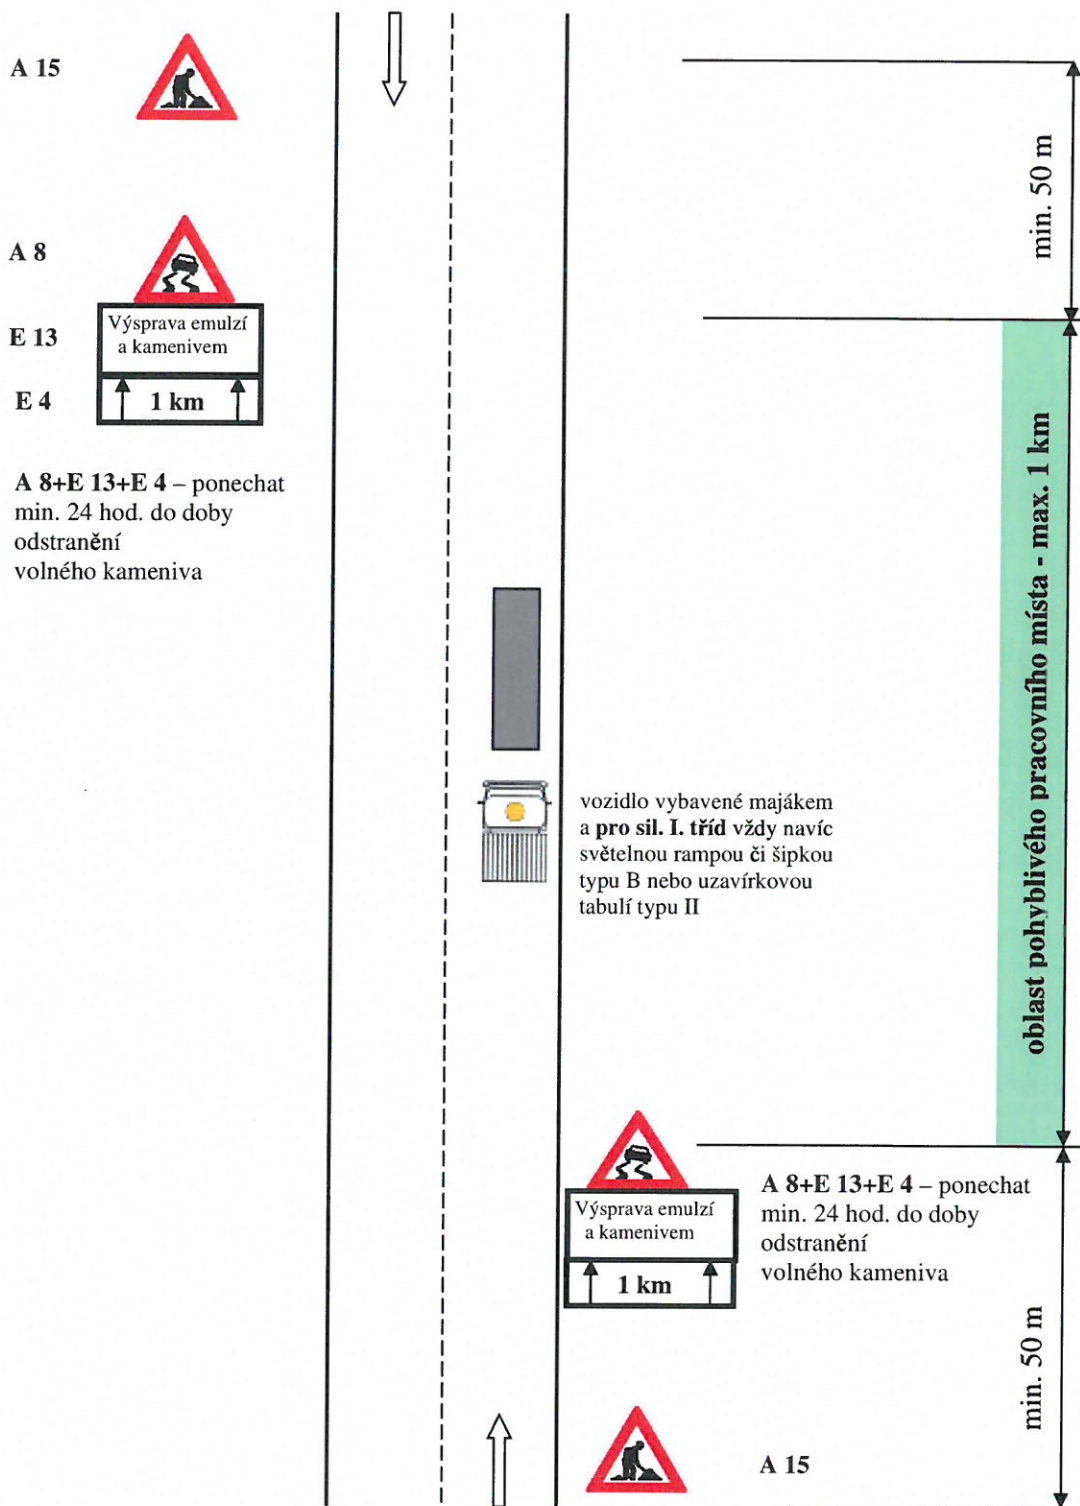 A 15
min. 50 m
A 8
E 13
Výsprava emulzí
a kamenivem
E 4
1 km
A 8+E 13+E 4 – ponechat
min. 24 hod. do doby
odstranění
volného kameniva
oblast pohyblivého pracovního místa - max. 1 km
vozidlo vybavené majákem
a pro sil. I. tříd vždy navíc
světelnou rampou či šipkou
typu B nebo uzavírkovou
tabulí typu II
Výsprava emulzí
a kamenivem
1 km
A 8+E 13+E 4 – ponechat
min. 24 hod. do doby
odstranění
volného kameniva
min. 50 m
A 15